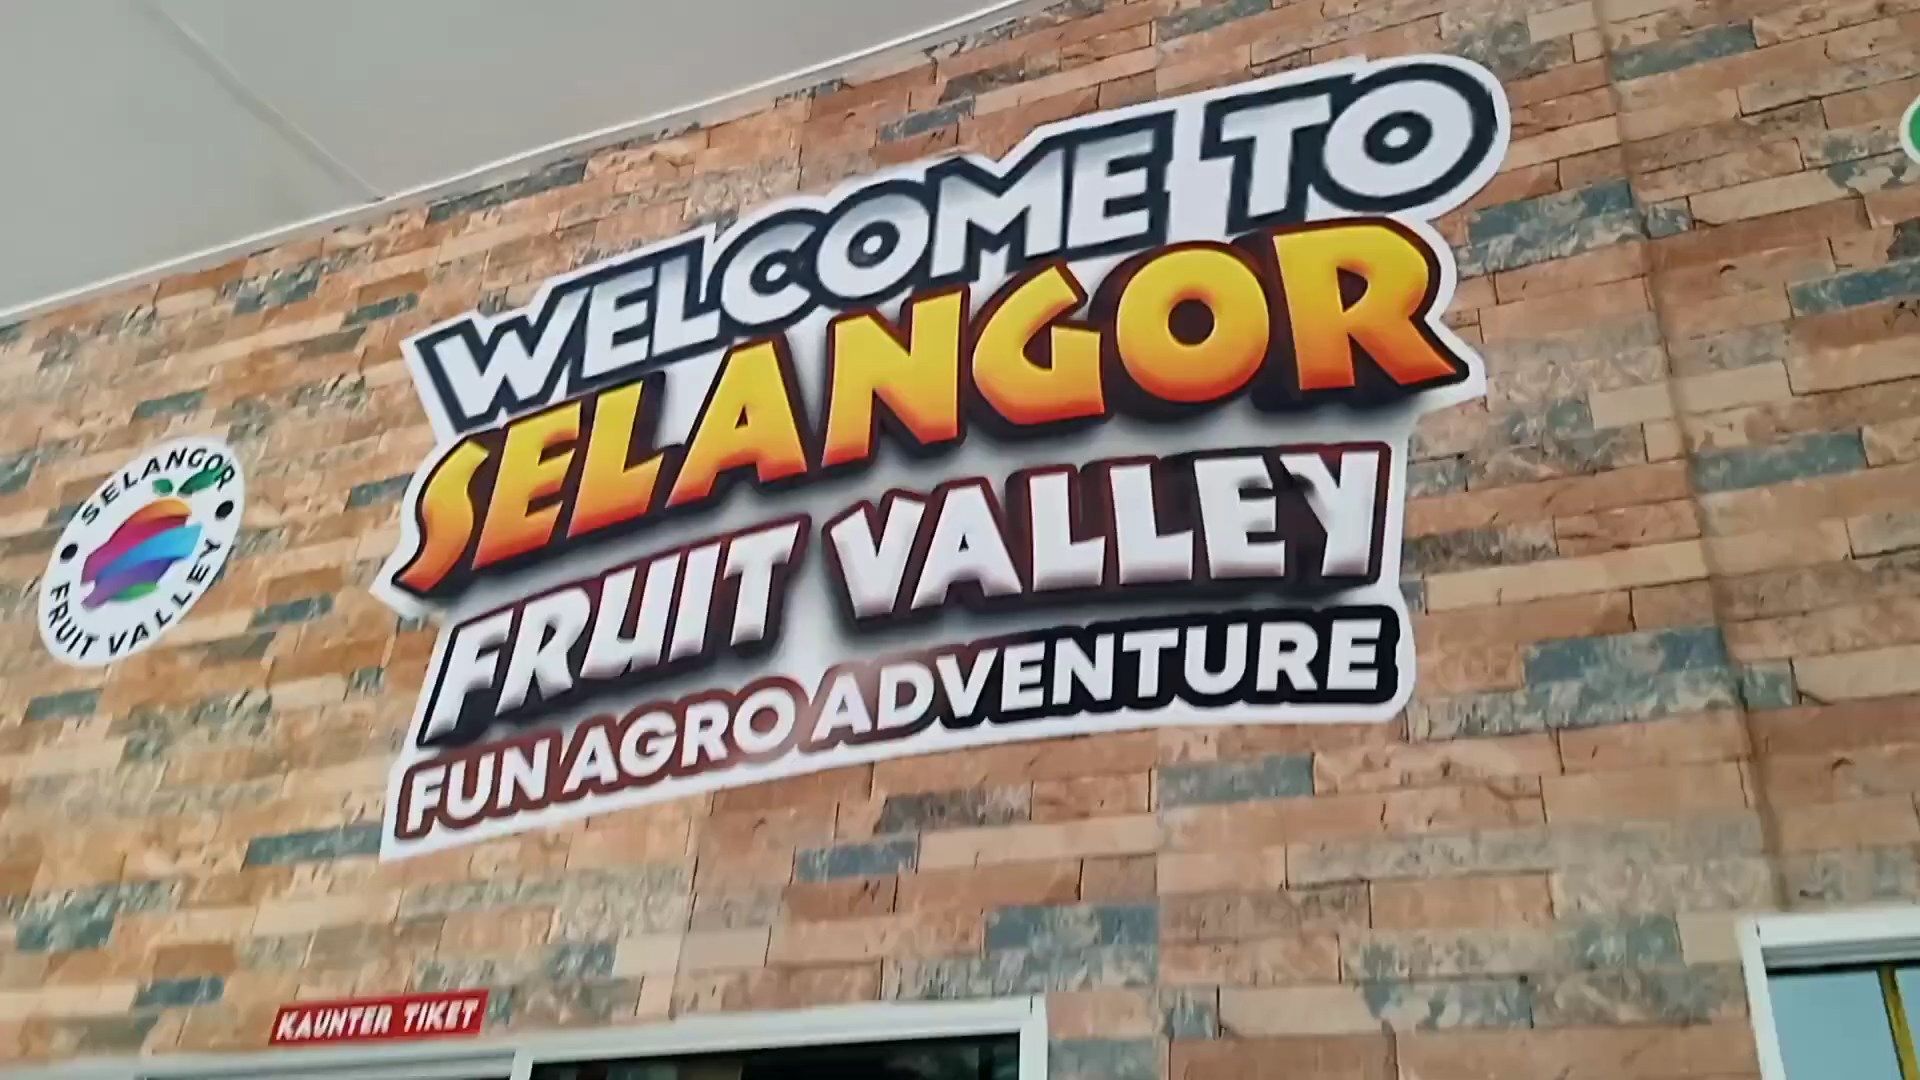 WELCOME TO
SELANGOR
FRUIT VALLEY
FUN AGRO ADVENTURE
SELANGOR
FRUIT VALLEY
KAUNTER TIKET